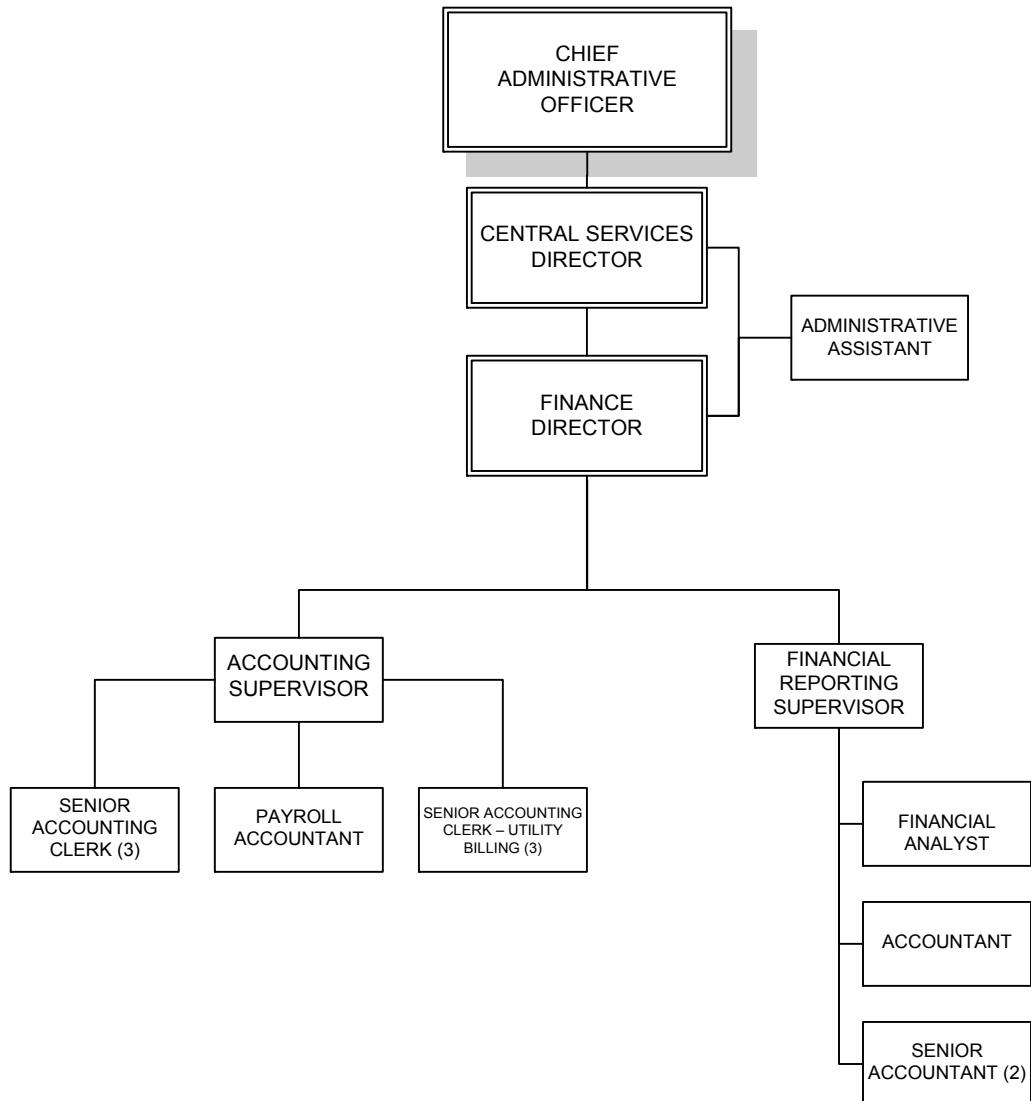 CHIEF
ADMINISTRATIVE
OFFICER
CENTRAL SERVICES
DIRECTOR
ADMINISTRATIVE
ASSISTANT
FINANCE
DIRECTOR
ACCOUNTING
SUPERVISOR
FINANCIAL
REPORTING
SUPERVISOR
SENIOR
ACCOUNTING
CLERK (3)
PAYROLL
ACCOUNTANT
SENIOR ACCOUNTING
CLERK – UTILITY
BILLING (3)
FINANCIAL
ANALYST
ACCOUNTANT
SENIOR
ACCOUNTANT (2)